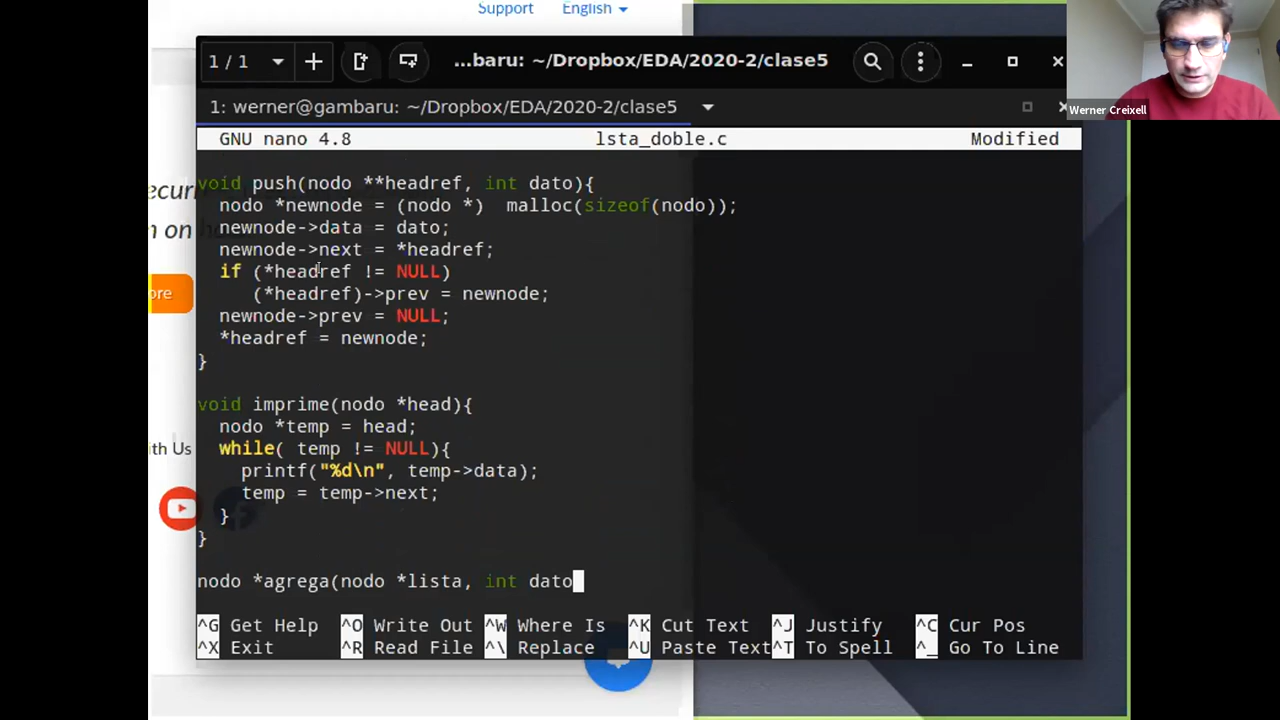 Support English
1 / 1 ...baru: ~/Dropbox/EDA/2020-2/clase5
Werner Creixell
1: werner@gambaru: ~/Dropbox/EDA/2020-2/clase5
GNU nano 4.8 lsta_doble.c Modified
void push(nodo **headref, int dato){
nodo *newnode = (nodo *)  malloc(sizeof(nodo));
newnode->data = dato;
newnode->next = *headref;
if (*headref != NULL)
(*headref)->prev = newnode;
newnode->prev = NULL;
*headref = newnode;
}
void imprime(nodo *head){
nodo *temp = head;
while( temp != NULL){
printf("%d\n", temp->data);
temp = temp->next;
}
}
nodo *agrega(nodo *lista, int dato
^G Get Help ^O Write Out ^W Where Is ^K Cut Text ^J Justify ^C Cur Pos
^X Exit ^R Read File ^\ Replace ^U Paste Text ^T To Spell ^_ Go To Line
on
th Us